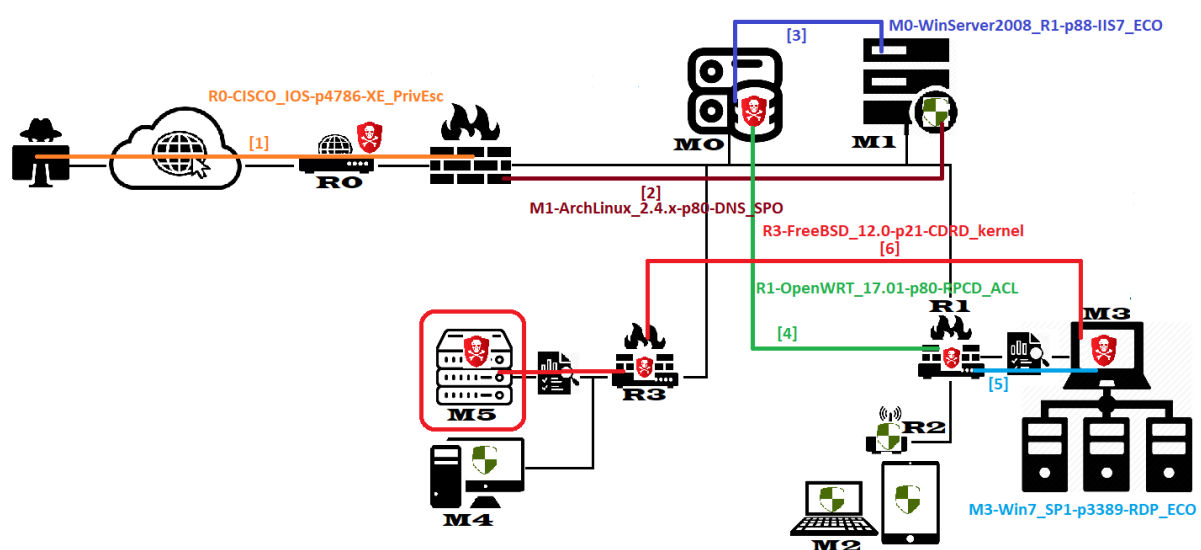 [3]
M0-WinServer2008_R1-p88-IIS7_ECO
R0-CISCO_IOS-p4786-XE_PrivEsc
[1]
M0
M1
R0
[2]
M1-ArchLinux_2.4.x-p80-DNS_SPO
R3-FreeBSD_12.0-p21-CDRD_kernel
[6]
R1-OpenWRT_17.01-p80-RPCD_ACL
R1
M3
[4]
[5]
R3
M5
R2
M4
M2
M3-Win7_SP1-p3389-RDP_ECO